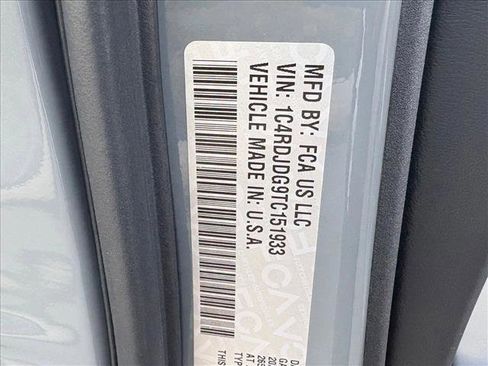 MFD BY: FCA US LLC
VIN: 1C4RDJDG9TC151933
VEHICLE MADE IN: U.S.A.